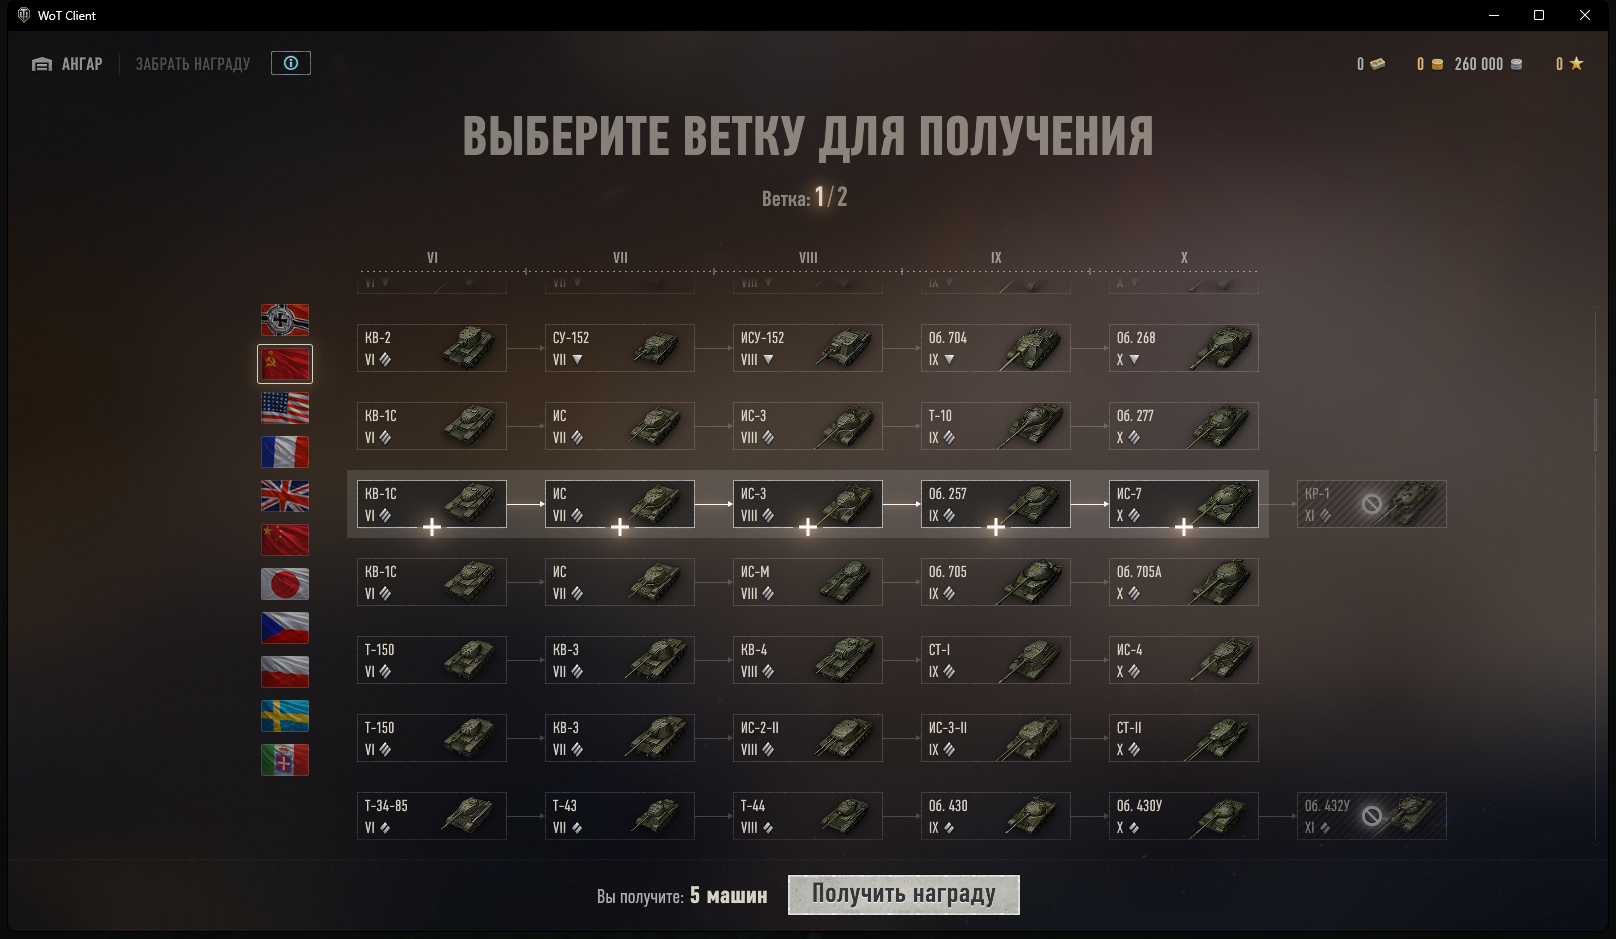 WoT Client
АНГАР ЗАБРАТЬ НАГРАДУ 0 0 260 000 0
ВЫБЕРИТЕ ВЕТКУ ДЛЯ ПОЛУЧЕНИЯ
Ветка: 1/2
VI VII VIII IX X
VI VII VIII IX X
КВ-2 СУ-152 ИСУ-152 Об. 704 Об. 268
VI VII VIII IX X
КВ-1С ИС ИС-3 Т-10 Об. 277
VI VII VIII IX X
КВ-1С ИС ИС-3 Об. 257 ИС-7 КР-1
VI VII VIII IX X XI
КВ-1С ИС ИС-М Об. 705 Об. 705А
VI VII VIII IX X
Т-150 КВ-3 КВ-4 СТ-I ИС-4
VI VII VIII IX X
Т-150 КВ-3 ИС-2-II ИС-3-II СТ-II
VI VII VIII IX X
Т-34-85 Т-43 Т-44 Об. 430 Об. 430У Об. 432У
VI VII VIII IX X XI
Вы получите: 5 машин Получить награду